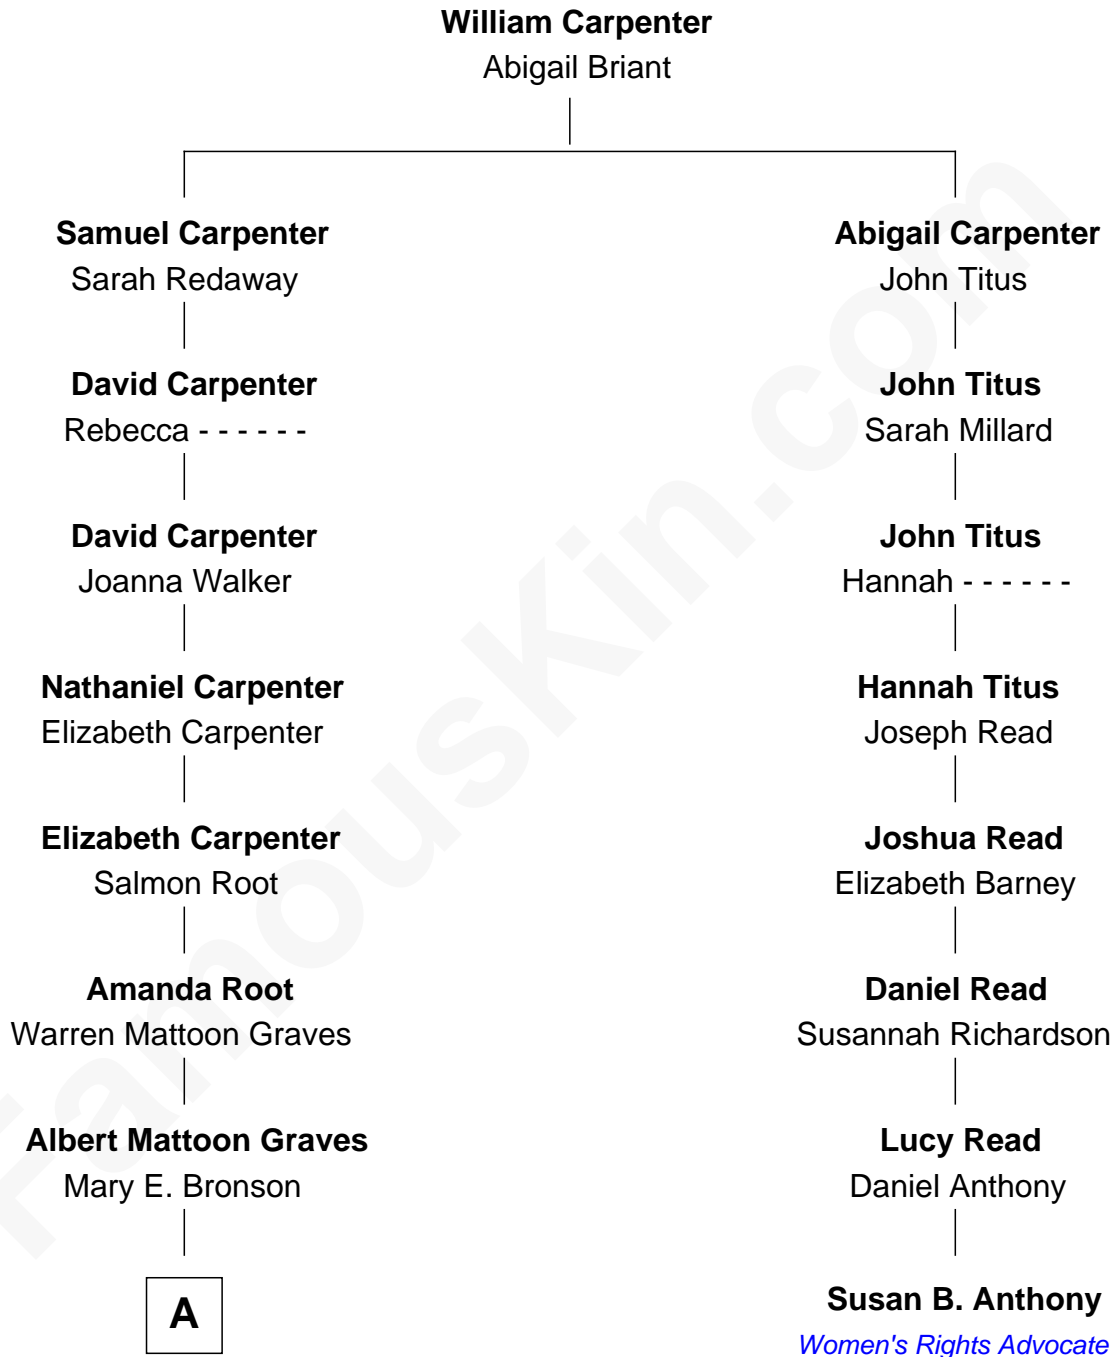 William Carpenter
Abigail Briant
Samuel Carpenter
Sarah Redaway
David Carpenter
Rebecca - - - - - -
David Carpenter
Joanna Walker
Nathaniel Carpenter
Elizabeth Carpenter
Elizabeth Carpenter
Salmon Root
Amanda Root
Warren Mattoon Graves
Albert Mattoon Graves
Mary E. Bronson
A
Abigail Carpenter
John Titus
John Titus
Sarah Millard
John Titus
Hannah - - - - - -
Hannah Titus
Joseph Read
Joshua Read
Elizabeth Barney
Daniel Read
Susannah Richardson
Lucy Read
Daniel Anthony
Susan B. Anthony
Women's Rights Advocate
FamousKin.com